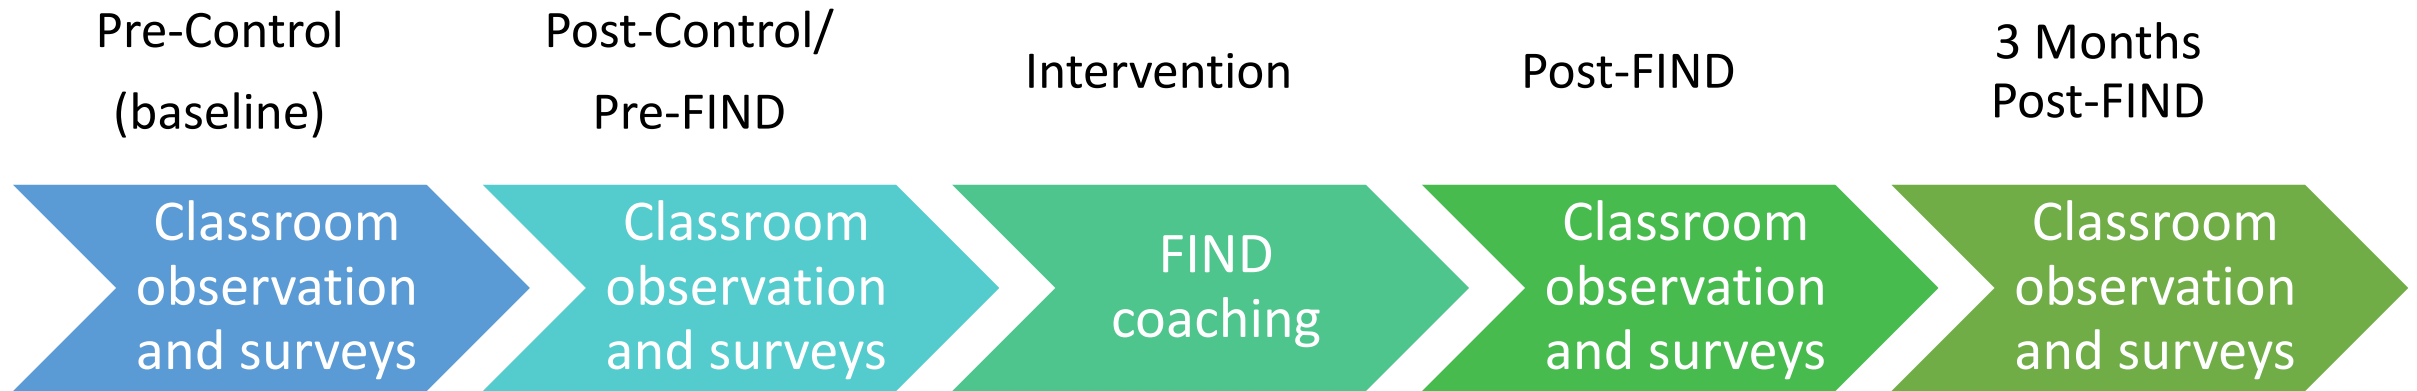 Pre-Control
(baseline)
Post-Control/
Pre-FIND
Intervention
Post-FIND
3 Months
Post-FIND
Classroom
observation
and surveys
Classroom
observation
and surveys
FIND
coaching
Classroom
observation
and surveys
Classroom
observation
and surveys